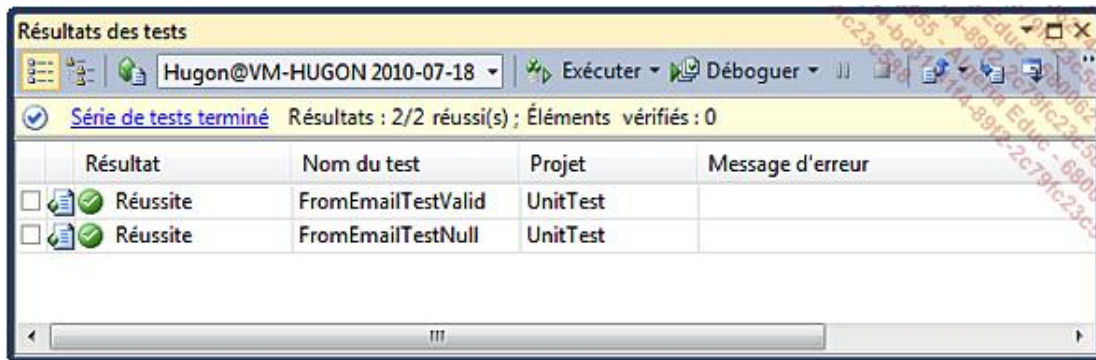 Résultats des tests
Hugon@VM-HUGON 2010-07-18 Exécuter Déboguer
Série de tests terminé Résultats : 2/2 réussi(s) ; Éléments vérifiés : 0
Résultat Nom du test Projet Message d'erreur
Réussite FromEmailTestValid UnitTest
Réussite FromEmailTestNull UnitTest